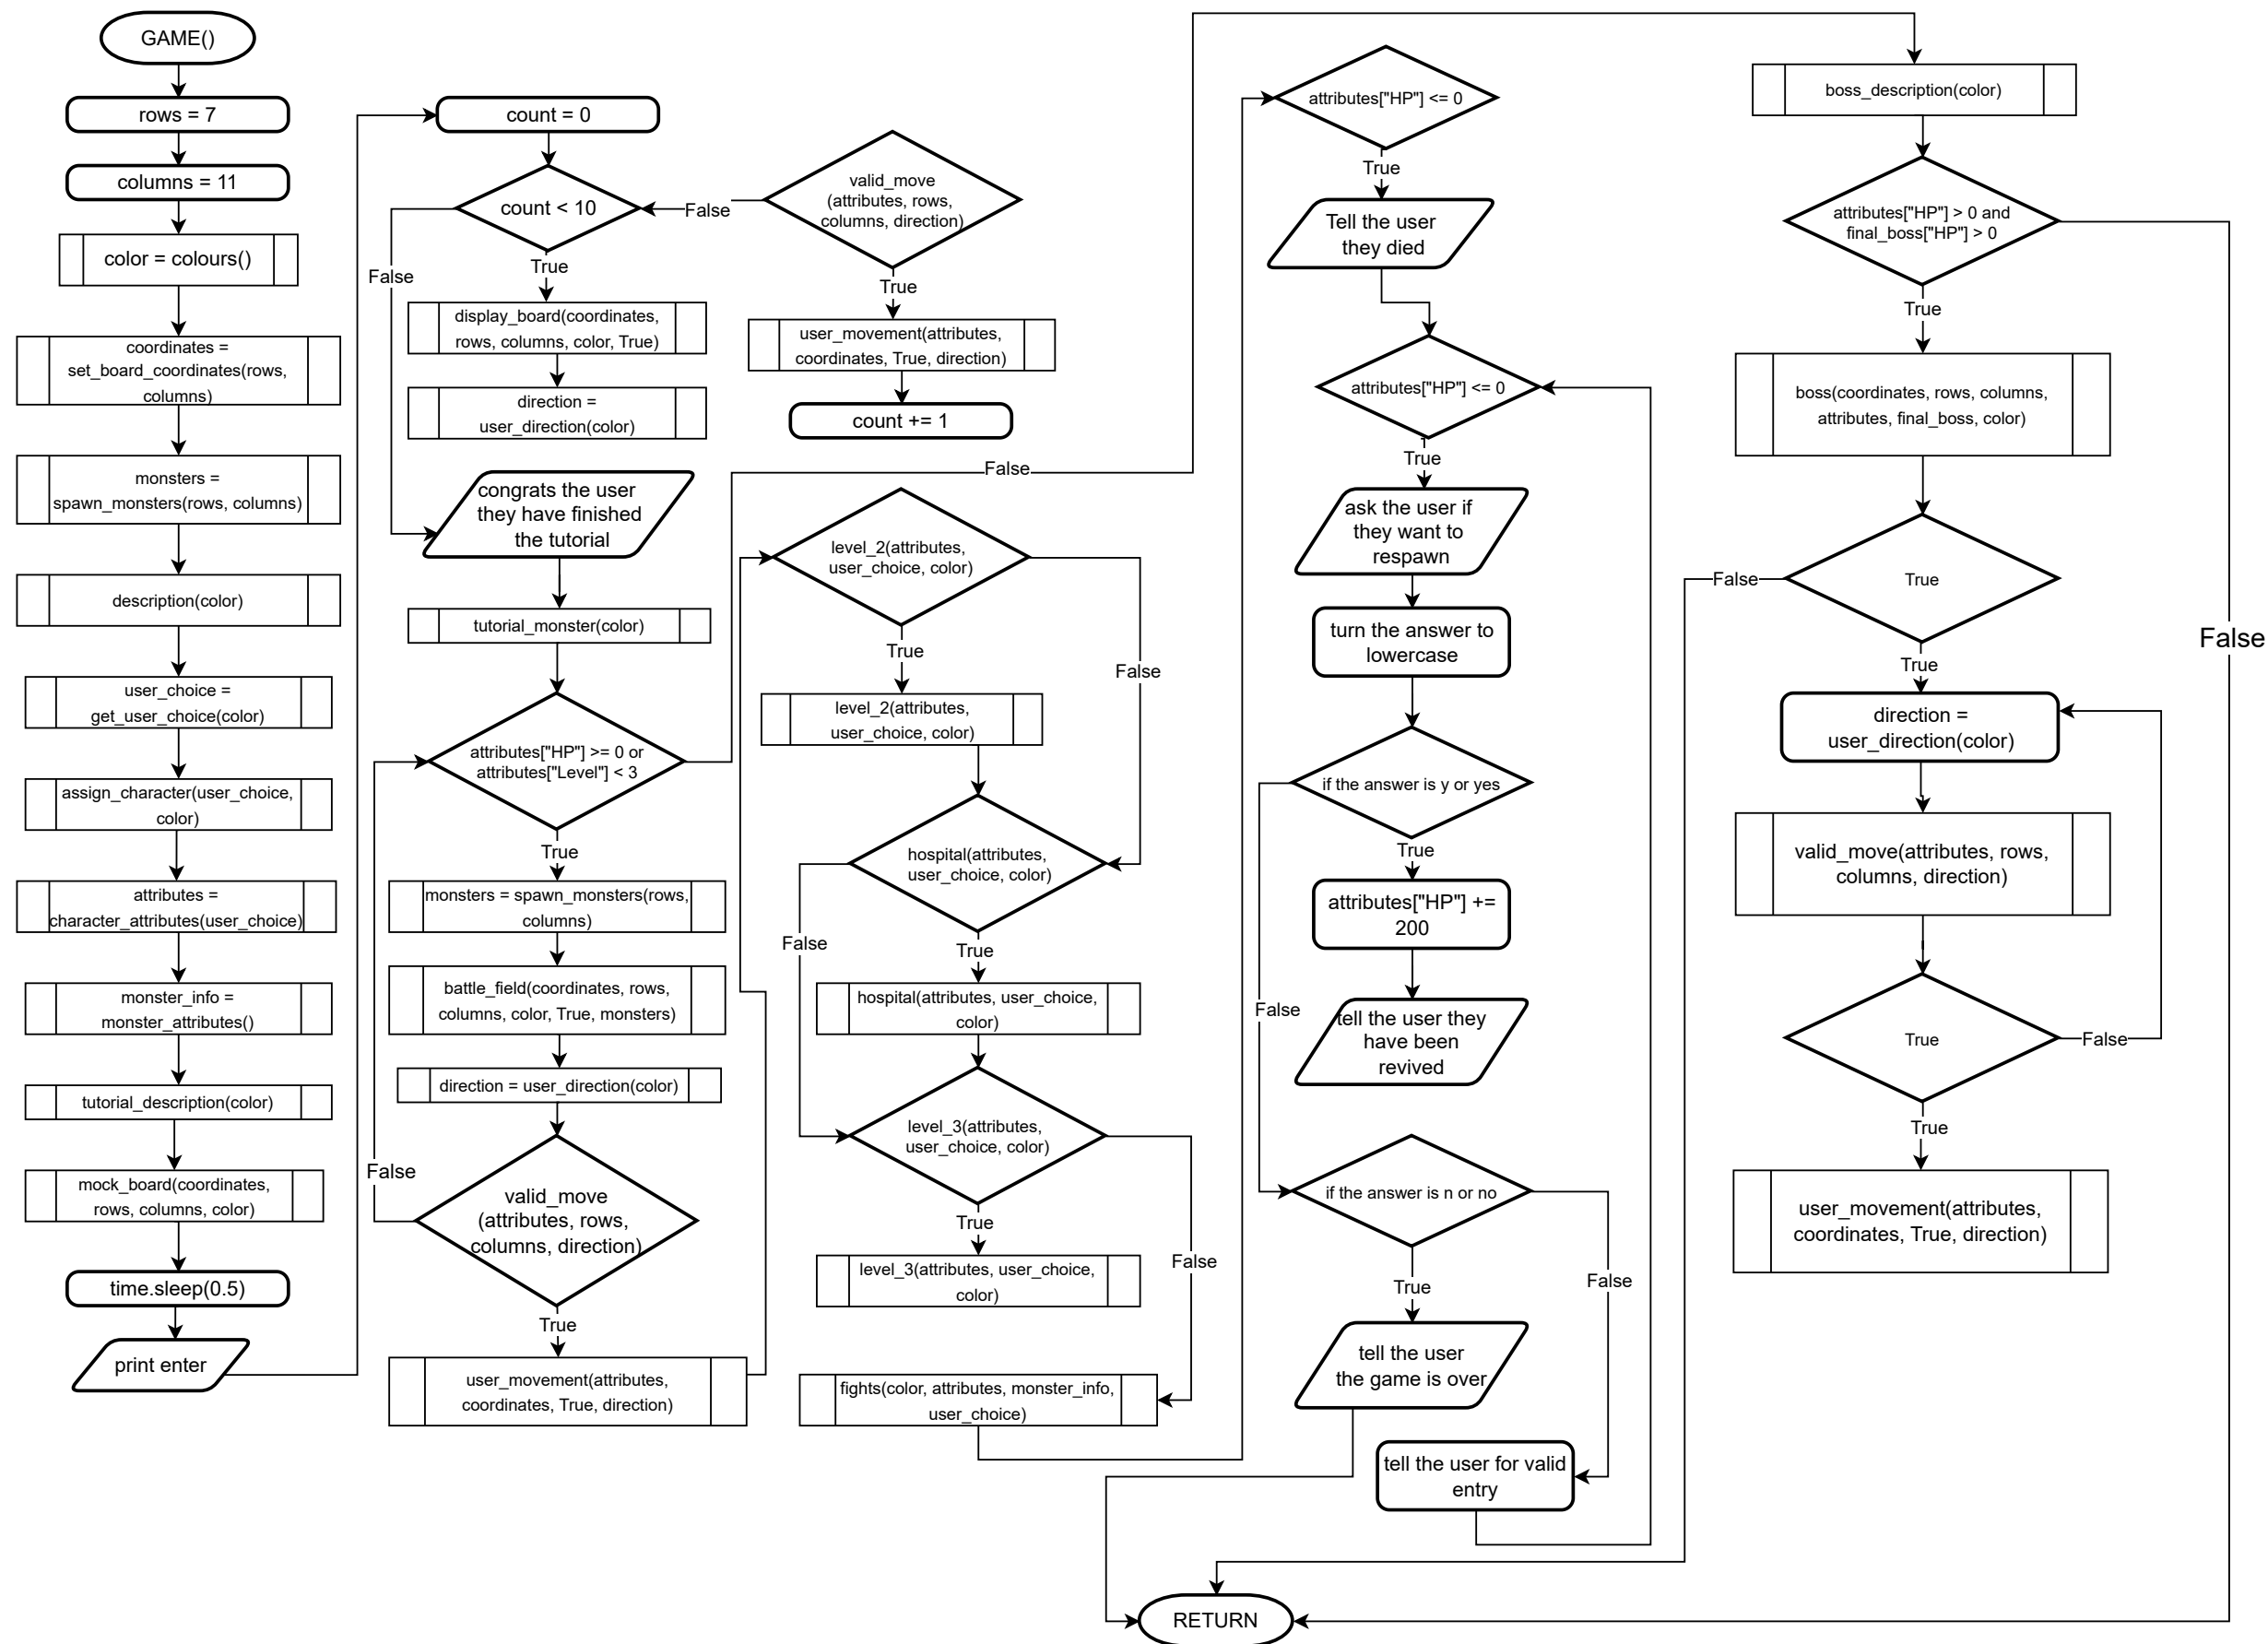 GAME()
rows = 7
columns = 11
color = colours()
coordinates =
set_board_coordinates(rows,
columns)
monsters =
spawn_monsters(rows, columns)
description(color)
user_choice =
get_user_choice(color)
assign_character(user_choice,
color)
attributes =
character_attributes(user_choice)
monster_info =
monster_attributes()
tutorial_description(color)
mock_board(coordinates,
rows, columns, color)
time.sleep(0.5)
print enter
count = 0
count < 10
False
True
display_board(coordinates,
rows, columns, color, True)
direction =
user_direction(color)
congrats the user
they have finished
the tutorial
tutorial_monster(color)
attributes["HP"] >= 0 or
attributes["Level"] < 3
True
monsters = spawn_monsters(rows,
columns)
battle_field(coordinates, rows,
columns, color, True, monsters)
direction = user_direction(color)
valid_move
(attributes, rows,
columns, direction)
False
True
user_movement(attributes,
coordinates, True, direction)
valid_move
(attributes, rows,
columns, direction)
False
True
user_movement(attributes,
coordinates, True, direction)
count += 1
False
level_2(attributes,
user_choice, color)
True
False
level_2(attributes,
user_choice, color)
hospital(attributes,
user_choice, color)
False
True
hospital(attributes, user_choice,
color)
level_3(attributes,
user_choice, color)
True
False
level_3(attributes, user_choice,
color)
fights(color, attributes, monster_info,
user_choice)
attributes["HP"] <= 0
True
Tell the user
they died
attributes["HP"] <= 0
True
ask the user if
they want to
respawn
turn the answer to
lowercase
if the answer is y or yes
True
False
attributes["HP"] +=
200
tell the user they
have been
revived
if the answer is n or no
True
False
tell the user
the game is over
tell the user for valid
entry
RETURN
boss_description(color)
attributes["HP"] > 0 and
final_boss["HP"] > 0
True
False
boss(coordinates, rows, columns,
attributes, final_boss, color)
True
False
True
direction =
user_direction(color)
valid_move(attributes, rows,
columns, direction)
True
False
True
user_movement(attributes,
coordinates, True, direction)